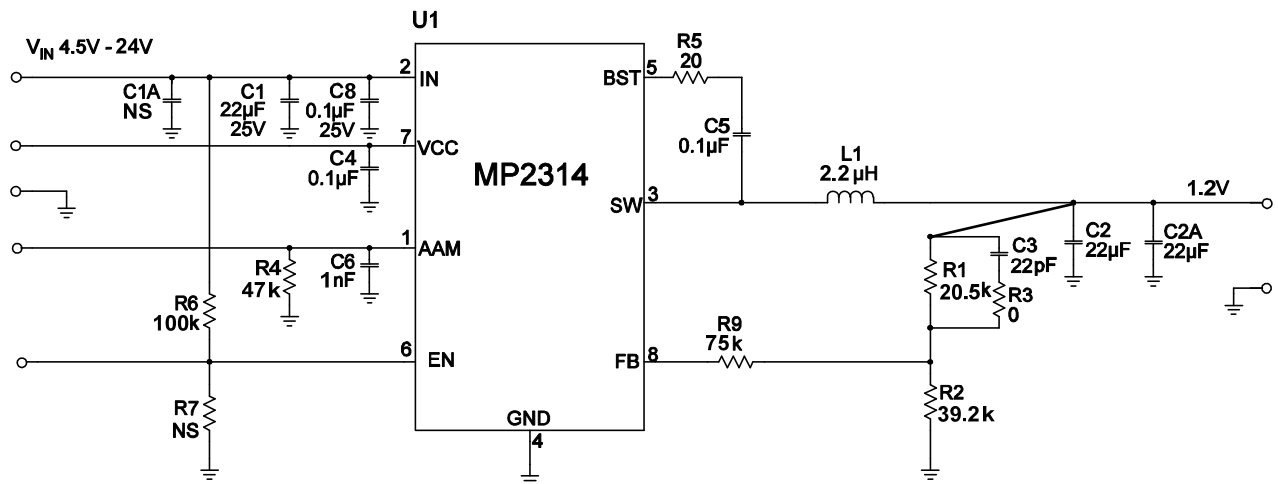 U1
V_IN 4.5V - 24V
C1A
NS
C1
22µF
25V
C8
0.1µF
25V
2
IN
7
VCC
C4
0.1µF
1
AAM
R4
47k
C6
1nF
R6
100k
6
EN
R7
NS
MP2314
GND
4
BST
5
R5
20
C5
0.1µF
SW
3
L1
2.2µH
1.2V
C2
22µF
C2A
22µF
C3
22pF
R1
20.5k
R3
0
R9
75k
FB
8
R2
39.2k